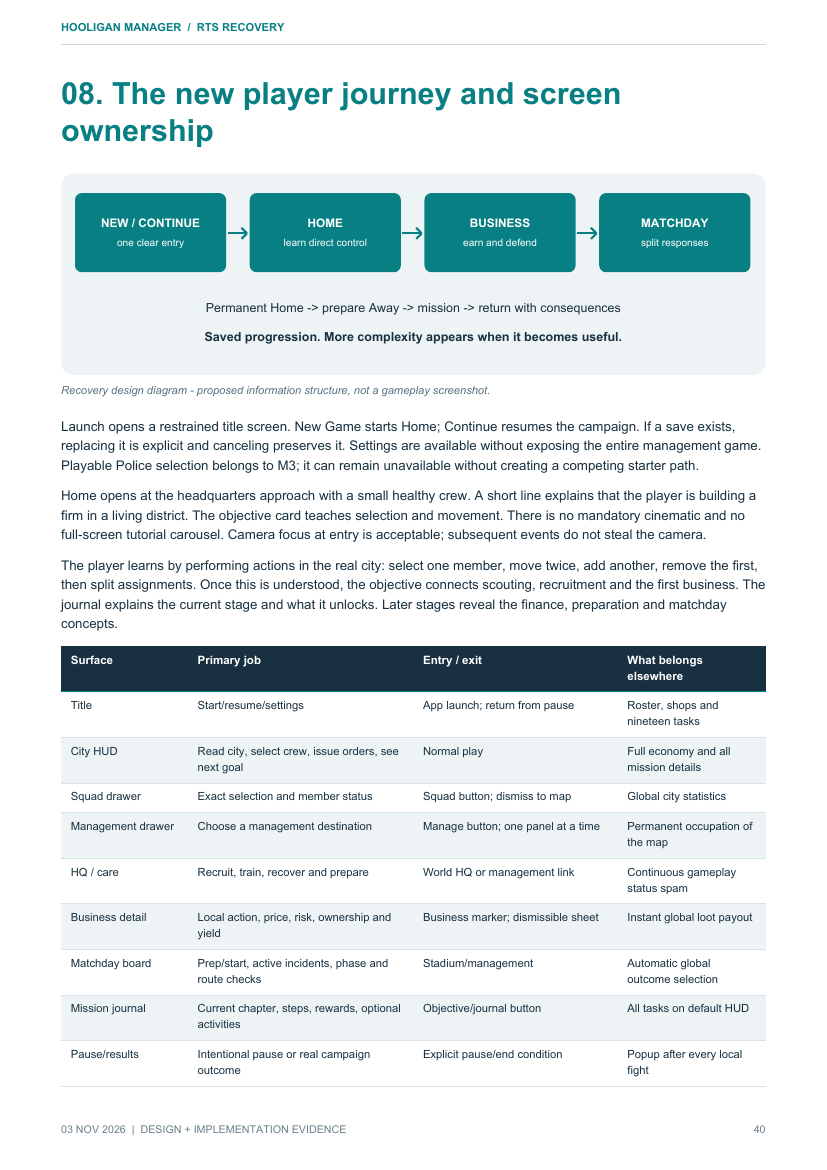 HOOLIGAN MANAGER / RTS RECOVERY
08. The new player journey and screen
ownership
NEW / CONTINUE
one clear entry
HOME
learn direct control
BUSINESS
earn and defend
MATCHDAY
split responses
Permanent Home -> prepare Away -> mission -> return with consequences
Saved progression. More complexity appears when it becomes useful.
Recovery design diagram - proposed information structure, not a gameplay screenshot.
Launch opens a restrained title screen. New Game starts Home; Continue resumes the campaign. If a save exists,
replacing it is explicit and canceling preserves it. Settings are available without exposing the entire management game.
Playable Police selection belongs to M3; it can remain unavailable without creating a competing starter path.
Home opens at the headquarters approach with a small healthy crew. A short line explains that the player is building a
firm in a living district. The objective card teaches selection and movement. There is no mandatory cinematic and no
full-screen tutorial carousel. Camera focus at entry is acceptable; subsequent events do not steal the camera.
The player learns by performing actions in the real city: select one member, move twice, add another, remove the first,
then split assignments. Once this is understood, the objective connects scouting, recruitment and the first business. The
journal explains the current stage and what it unlocks. Later stages reveal the finance, preparation and matchday
concepts.
Surface
Primary job
Entry / exit
What belongs
elsewhere
Title
Start/resume/settings
App launch; return from pause
Roster, shops and
nineteen tasks
City HUD
Read city, select crew, issue orders, see
next goal
Normal play
Full economy and all
mission details
Squad drawer
Exact selection and member status
Squad button; dismiss to map
Global city statistics
Management drawer
Choose a management destination
Manage button; one panel at a time
Permanent occupation of
the map
HQ / care
Recruit, train, recover and prepare
World HQ or management link
Continuous gameplay
status spam
Business detail
Local action, price, risk, ownership and
yield
Business marker; dismissible sheet
Instant global loot payout
Matchday board
Prep/start, active incidents, phase and
route checks
Stadium/management
Automatic global
outcome selection
Mission journal
Current chapter, steps, rewards, optional
activities
Objective/journal button
All tasks on default HUD
Pause/results
Intentional pause or real campaign
outcome
Explicit pause/end condition
Popup after every local
fight
03 NOV 2026 | DESIGN + IMPLEMENTATION EVIDENCE
40